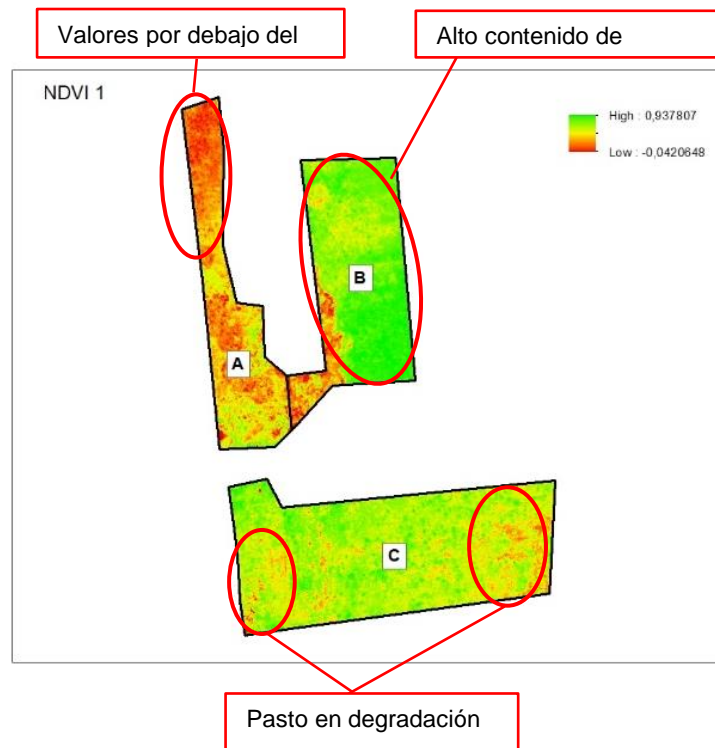 Valores por debajo del
Alto contenido de
NDVI 1
High : 0,937807
Low : -0,0420648
B
A
C
Pasto en degradación